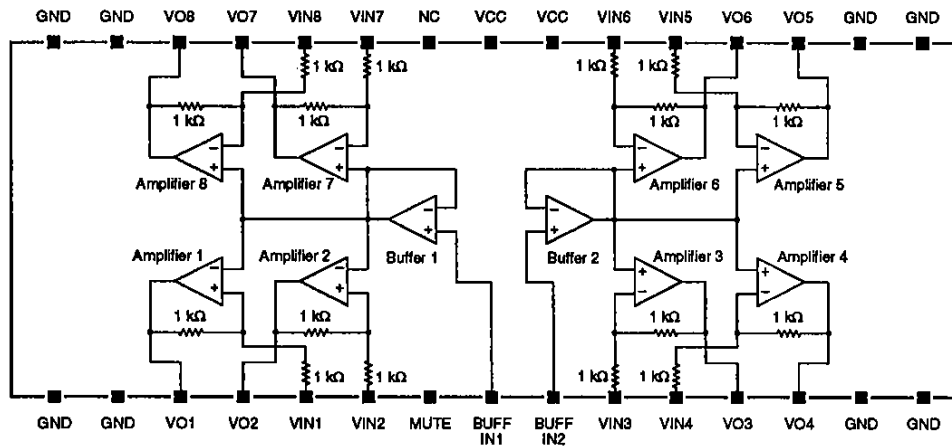 GND GND VO8 VO7 VIN8 VIN7 NC VCC VCC VIN6 VIN5 VO6 VO5 GND GND
1 kΩ 1 kΩ 1 kΩ 1 kΩ
1 kΩ 1 kΩ 1 kΩ 1 kΩ
− − − −
+ + + +
Amplifier 8 Amplifier 7 Amplifier 6 Amplifier 5
− −
+ +
Amplifier 1 Amplifier 2 Buffer 1 Buffer 2 Amplifier 3 Amplifier 4
− − + +
+ + − −
1 kΩ 1 kΩ 1 kΩ 1 kΩ
1 kΩ 1 kΩ 1 kΩ 1 kΩ
GND GND VO1 VO2 VIN1 VIN2 MUTE BUFF BUFF VIN3 VIN4 VO3 VO4 GND GND
IN1 IN2